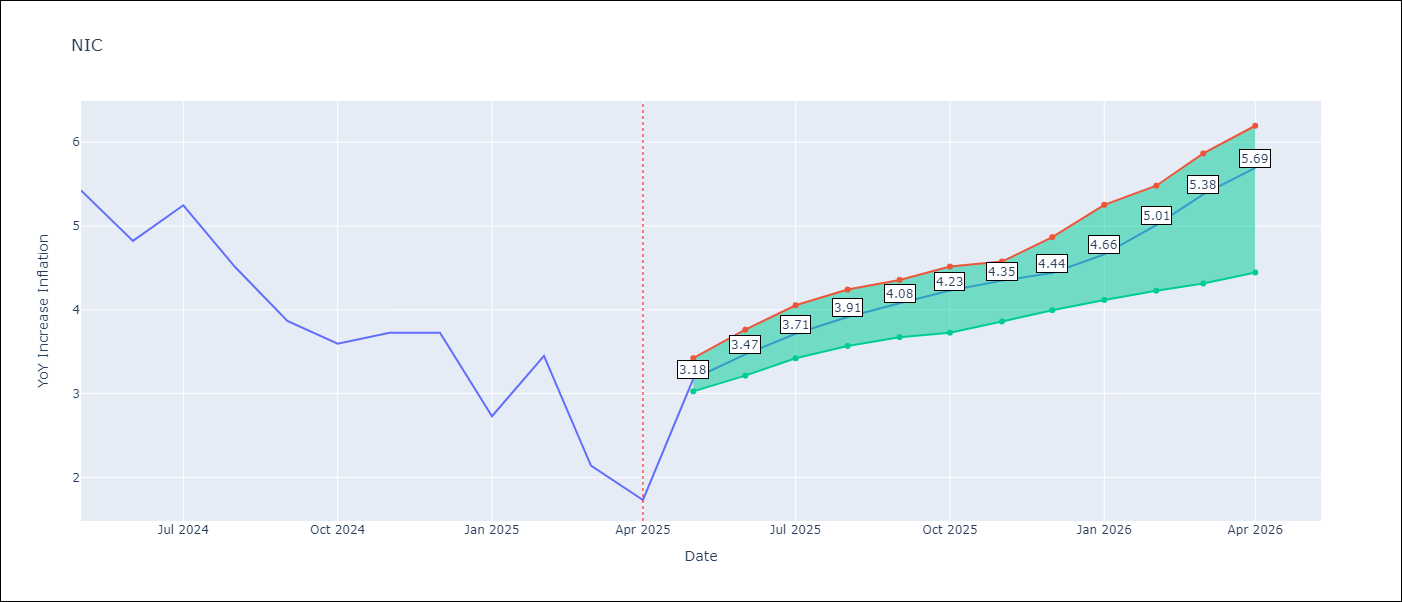 NIC
YoY Increase Inflation
6
5
4
3
2
3.18
3.47
3.71
3.91
4.08
4.23
4.35
4.44
4.66
5.01
5.38
5.69
Jul 2024
Oct 2024
Jan 2025
Apr 2025
Jul 2025
Oct 2025
Jan 2026
Apr 2026
Date